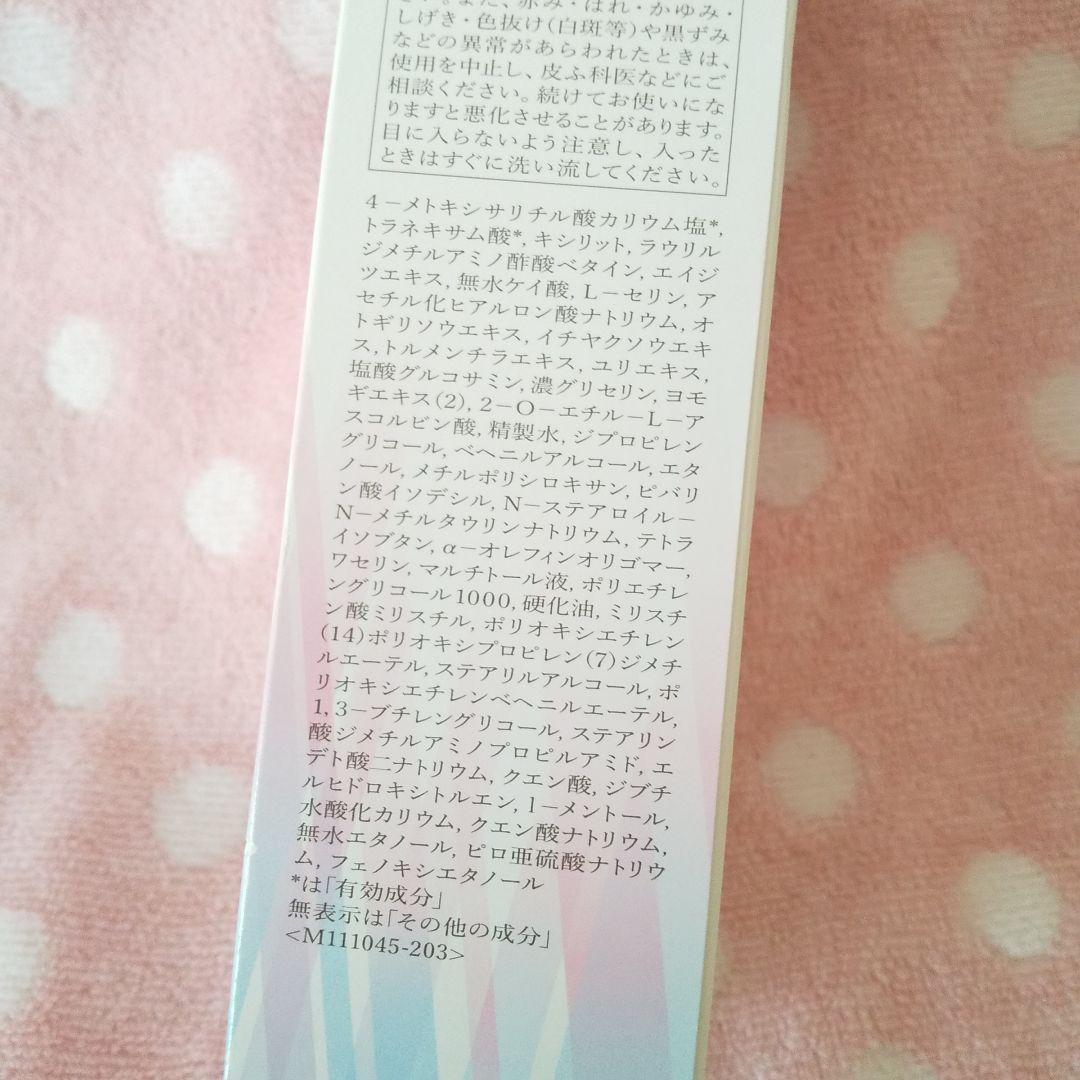 赤み・はれ・かゆみ・
しげき・色抜け(白斑等)や黒ずみ
などの異常があらわれたときは、
使用を中止し、皮ふ科医などにご
相談ください。続けてお使いにな
りますと悪化させることがあります。
目に入らないよう注意し、入った
ときはすぐに洗い流してください。
4－メトキシサリチル酸カリウム塩*,
トラネキサム酸*, キシリット, ラウリル
ジメチルアミノ酢酸ベタイン, エイジ
ツエキス, 無水ケイ酸, L－セリン, ア
セチル化ヒアルロン酸ナトリウム, オ
トギリソウエキス, イチヤクソウエキ
ス, トルメンチラエキス, ユリエキス,
塩酸グルコサミン, 濃グリセリン, ヨモ
ギエキス(2), 2－O－エチル－L－ア
スコルビン酸, 精製水, ジプロピレン
グリコール, ベヘニルアルコール, エタ
ノール, メチルポリシロキサン, ピバリ
ン酸イソデシル, N－ステアロイル－
N－メチルタウリンナトリウム, テトラ
イソブタン, α－オレフィンオリゴマー,
ワセリン, マルチトール液, ポリエチレ
ングリコール1000, 硬化油, ミリスチ
ン酸ミリスチル, ポリオキシエチレン
(14)ポリオキシプロピレン(7)ジメチ
ルエーテル, ステアリルアルコール, ポ
リオキシエチレンベヘニルエーテル,
1, 3－ブチレングリコール, ステアリン
酸ジメチルアミノプロピルアミド, エ
デト酸二ナトリウム, クエン酸, ジブチ
ルヒドロキシトルエン, l－メントール,
水酸化カリウム, クエン酸ナトリウム,
無水エタノール, ピロ亜硫酸ナトリウ
ム, フェノキシエタノール
*は「有効成分」
無表示は「その他の成分」
<M111045-203>